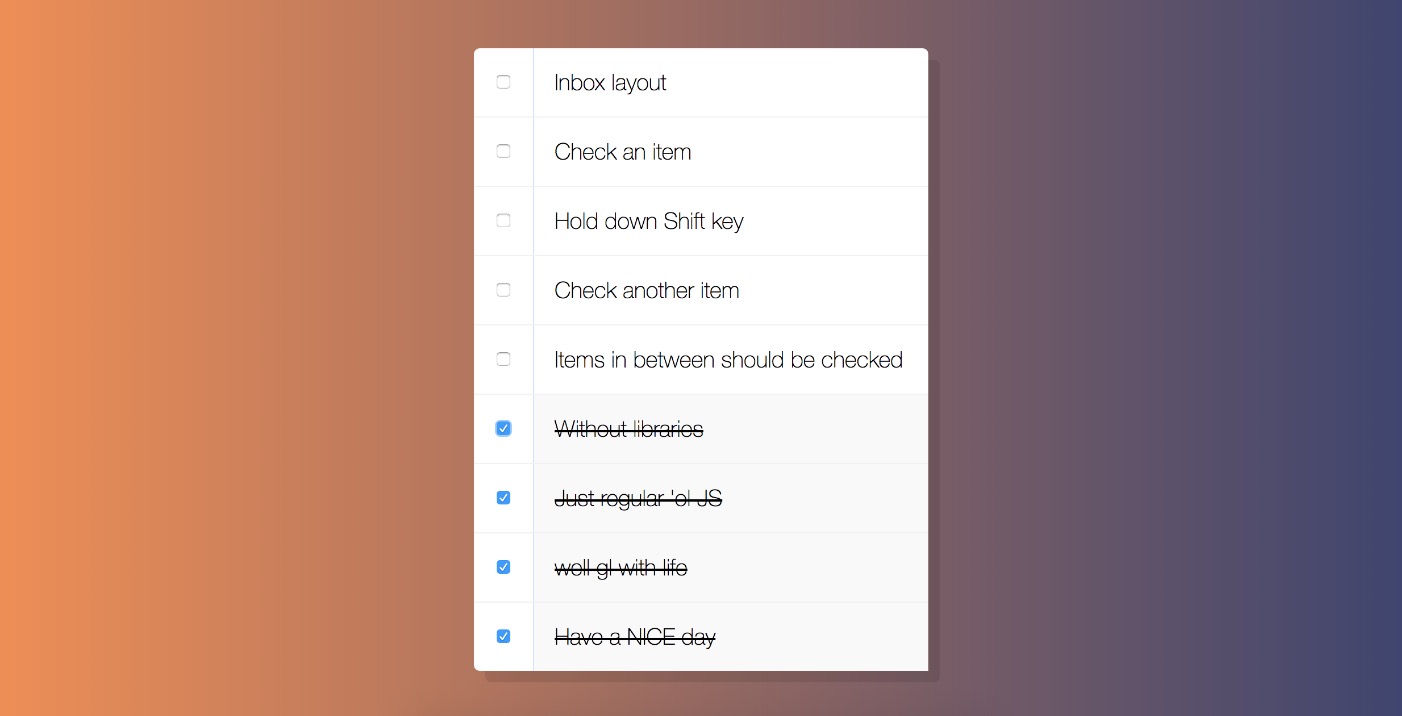 Inbox layout
Check an item
Hold down Shift key
Check another item
Items in between should be checked
Without libraries
Just regular 'ol JS
well gl with life
Have a NICE day